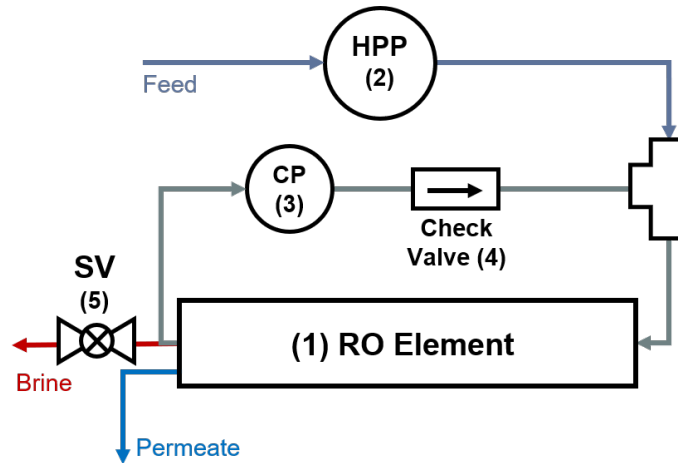 HPP
(2)
Feed
CP
(3)
Check
Valve (4)
SV
(5)
(1) RO Element
Brine
Permeate